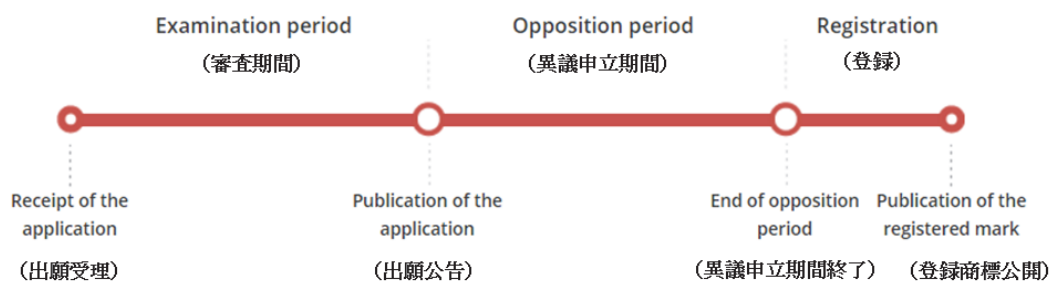 Examination period
(審査期間)
Opposition period
(異議申立期間)
Registration
(登録)
Receipt of the
application
(出願受理)
Publication of the
application
(出願公告)
End of opposition
period
(異議申立期間終了)
Publication of the
registered mark
(登録商標公開)